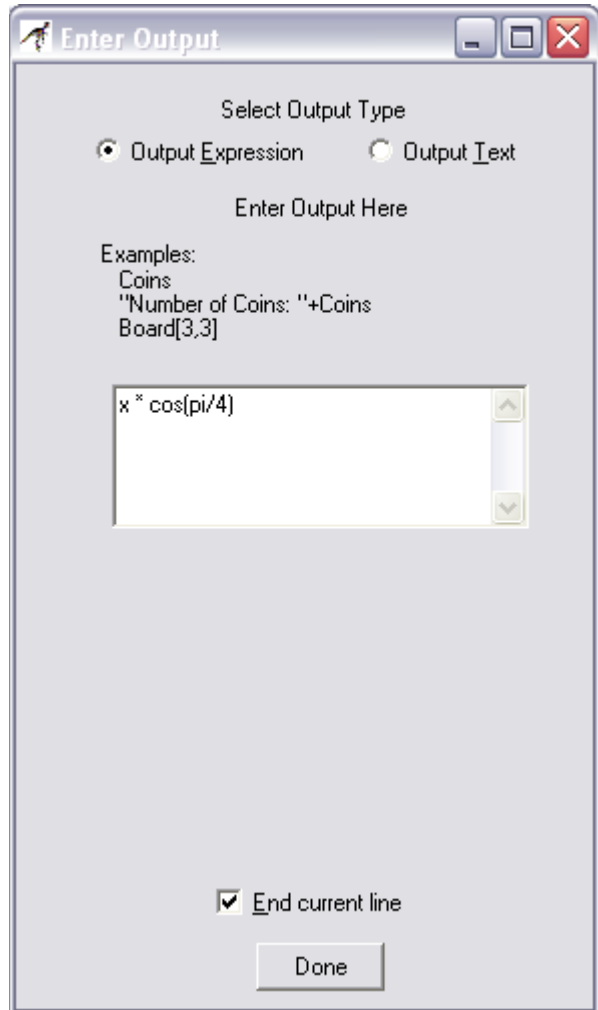 Enter Output
Select Output Type
Output Expression Output Text
Enter Output Here
Examples:
Coins
"Number of Coins: "+Coins
Board[3,3]
x * cos(pi/4)
End current line
Done